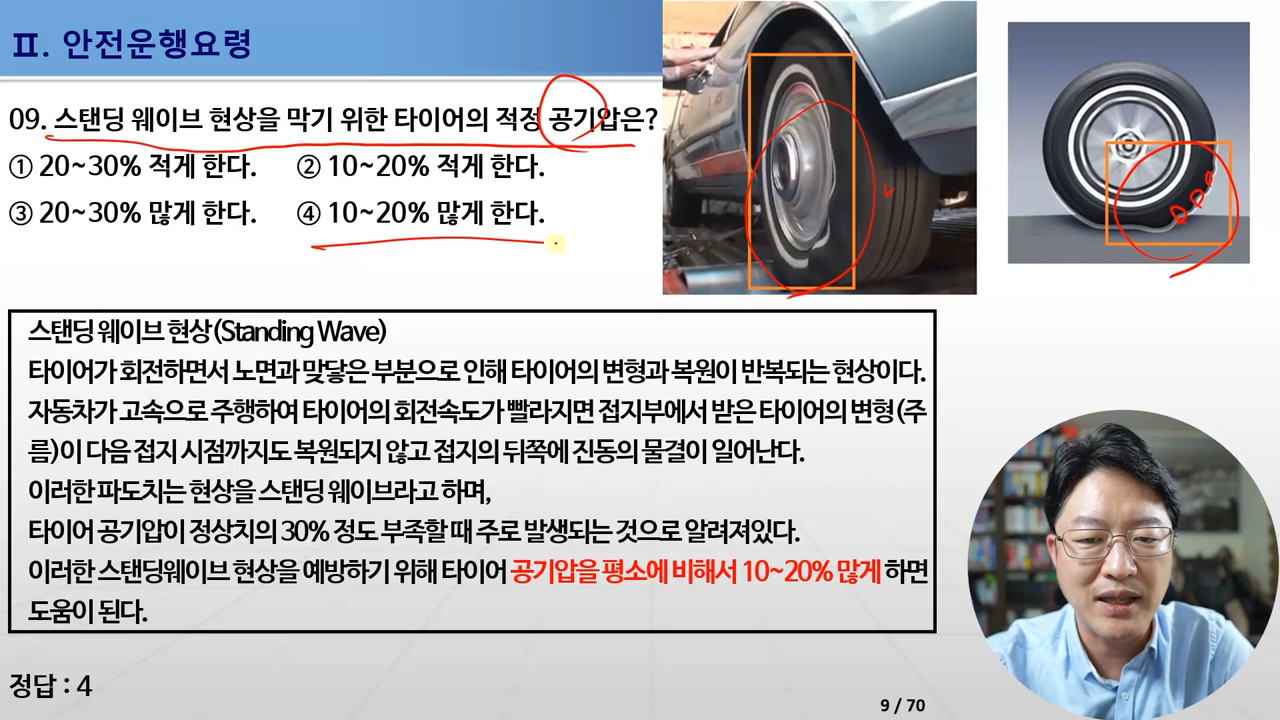 Ⅱ. 안전운행요령
09. 스탠딩 웨이브 현상을 막기 위한 타이어의 적정 공기압은?
① 20~30% 적게 한다. ② 10~20% 적게 한다.
③ 20~30% 많게 한다. ④ 10~20% 많게 한다.
스탠딩 웨이브 현상(Standing Wave)
타이어가 회전하면서 노면과 맞닿은 부분으로 인해 타이어의 변형과 복원이 반복되는 현상이다.
자동차가 고속으로 주행하여 타이어의 회전속도가 빨라지면 접지부에서 받은 타이어의 변형(주
름)이 다음 접지 시점까지도 복원되지 않고 접지의 뒤쪽에 진동의 물결이 일어난다.
이러한 파도치는 현상을 스탠딩 웨이브라고 하며,
타이어 공기압이 정상치의 30% 정도 부족할 때 주로 발생되는 것으로 알려져있다.
이러한 스탠딩웨이브 현상을 예방하기 위해 타이어 공기압을 평소에 비해서 10~20% 많게 하면
도움이 된다.
정답 : 4
9 / 70